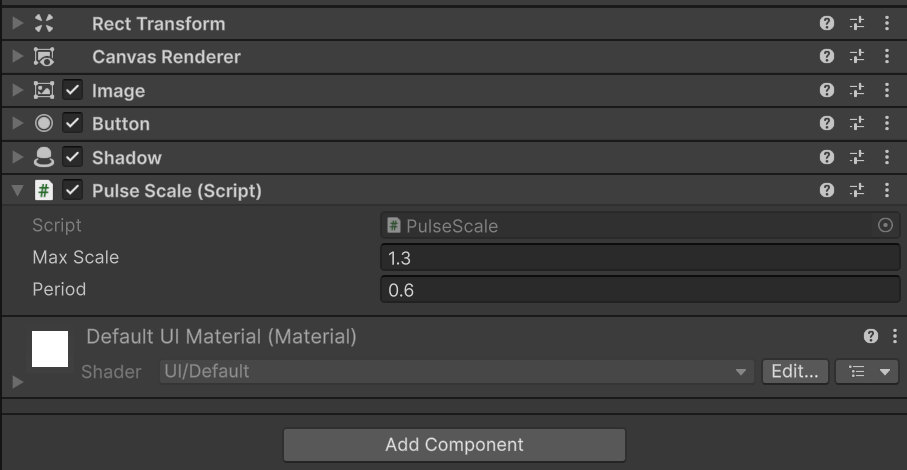 Rect Transform
Canvas Renderer
Image
Button
Shadow
# Pulse Scale (Script)
Script # PulseScale
Max Scale 1.3
Period 0.6
Default UI Material (Material)
Shader UI/Default Edit...
Add Component